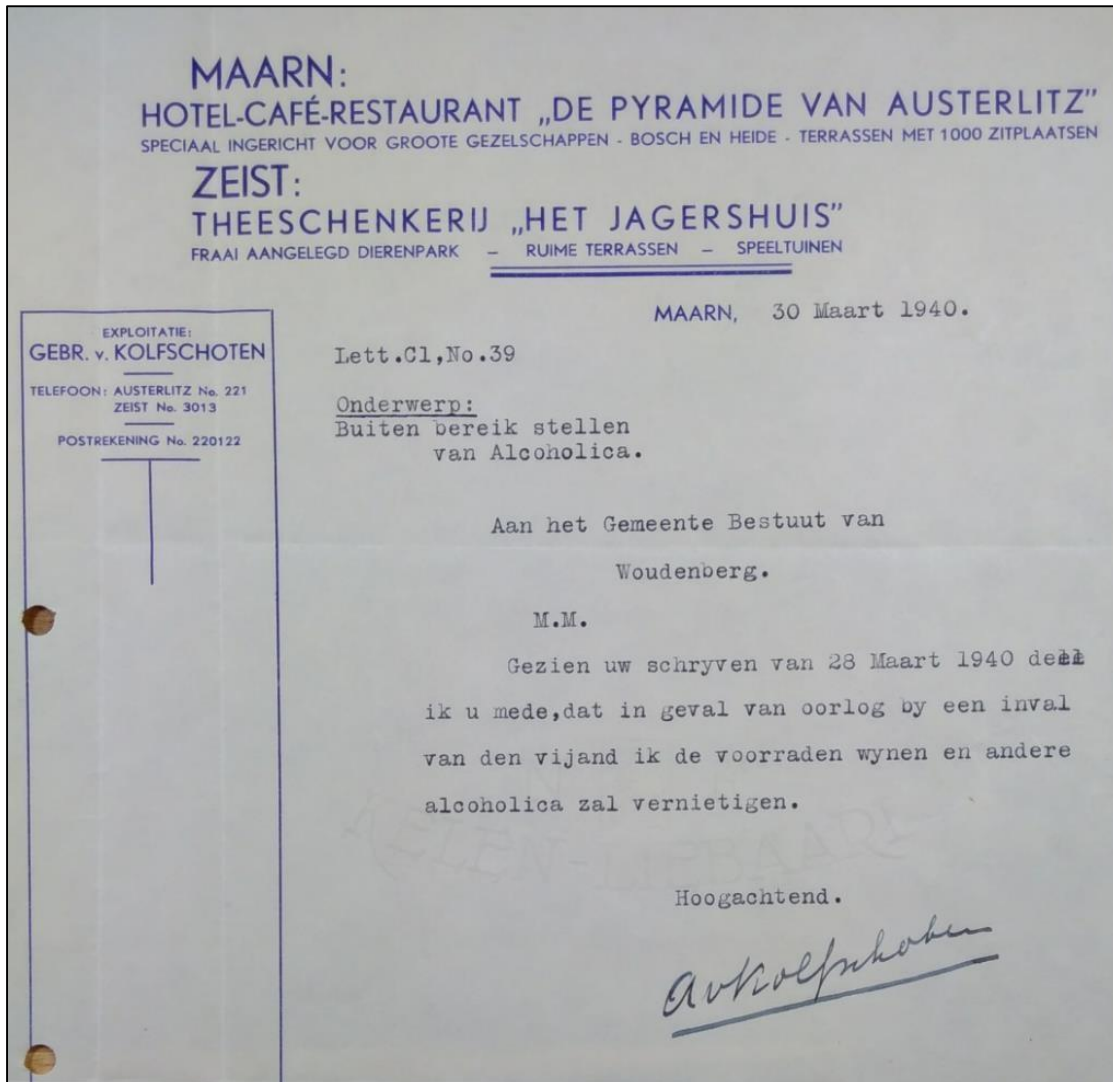 MAARN:
HOTEL-CAFÉ-RESTAURANT „DE PYRAMIDE VAN AUSTERLITZ”
SPECIAAL INGERICHT VOOR GROOTE GEZELSCHAPPEN - BOSCH EN HEIDE - TERRASSEN MET 1000 ZITPLAATSEN
ZEIST:
THEESCHENKERIJ „HET JAGERSHUIS”
FRAAI AANGELEGD DIERENPARK – RUIME TERRASSEN – SPEELTUINEN
EXPLOITATIE:
GEBR. v. KOLFSCHOTEN
TELEFOON: AUSTERLITZ No. 221
ZEIST No. 3013
POSTREKENING No. 220122
MAARN, 30 Maart 1940.
Lett.Cl,No.39
Onderwerp:
Buiten bereik stellen
van Alcoholica.
Aan het Gemeente Bestuut van
Woudenberg.
M.M.
Gezien uw schryven van 28 Maart 1940 deel
ik u mede,dat in geval van oorlog by een inval
van den vijand ik de voorraden wynen en andere
alcoholica zal vernietigen.
Hoogachtend.
AvKolfschoten